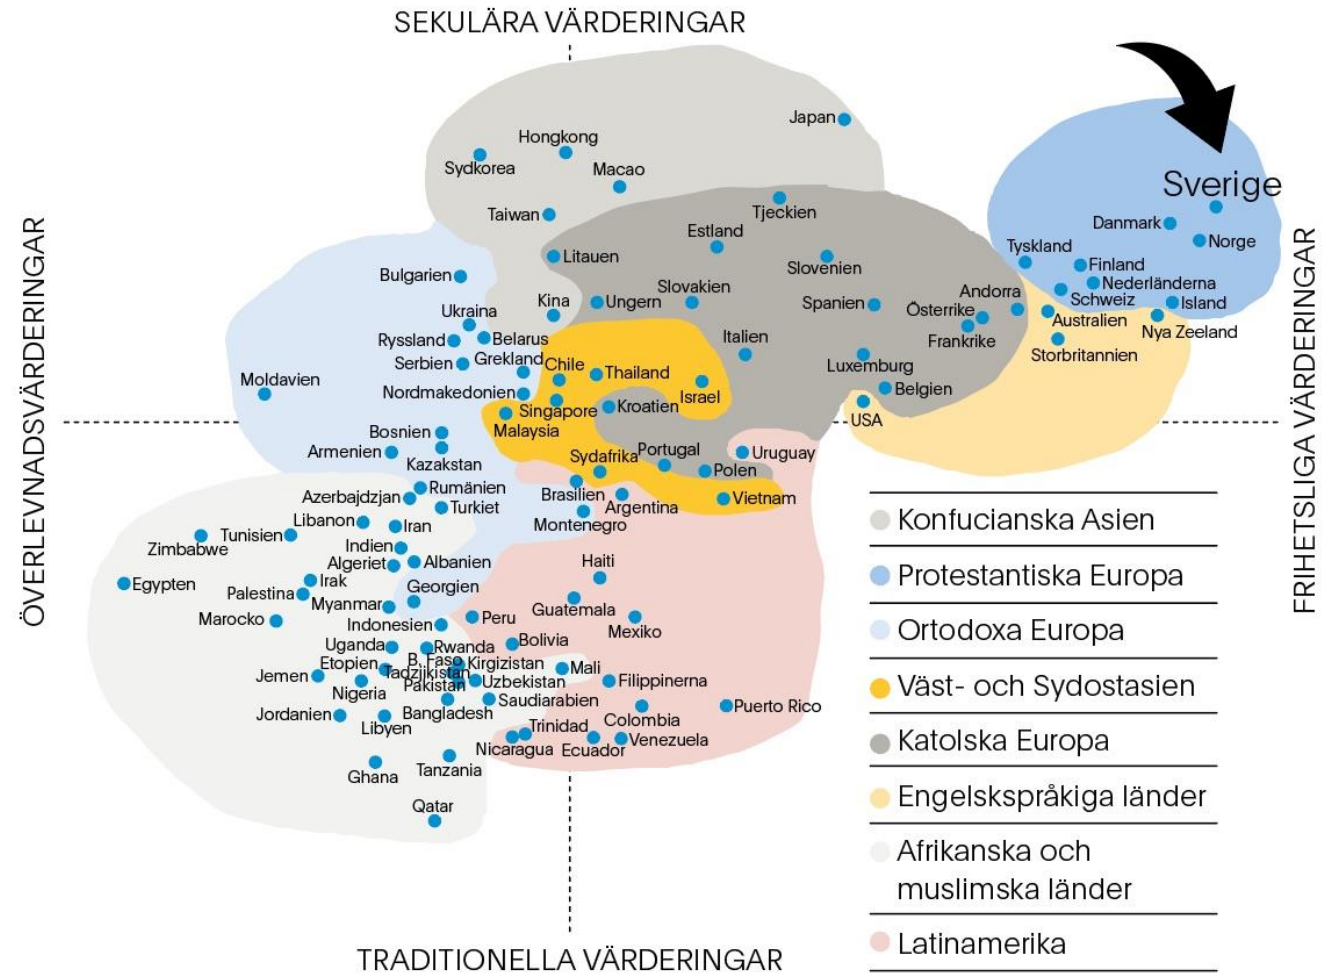 SEKULÄRA VÄRDERINGAR
ÖVERLEVNADSVÄRDERINGAR
FRIHETSLIGA VÄRDERINGAR
Japan
Hongkong
Sydkorea
Macao
Taiwan
Sverige
Danmark
Norge
Tyskland
Finland
Nederländerna
Schweiz
Island
Nya Zeeland
Australien
Storbritannien
Tjeckien
Estland
Litauen
Slovenien
Slovakien
Ungern
Spanien
Andorra
Österrike
Frankrike
Italien
Luxemburg
Belgien
USA
Bulgarien
Kina
Ukraina
Ryssland
Belarus
Serbien
Grekland
Chile
Thailand
Israel
Moldavien
Nordmakedonien
Singapore
Kroatien
Malaysia
Bosnien
Armenien
Kazakstan
Sydafrika
Portugal
Uruguay
Polen
Vietnam
Rumänien
Azerbajdzjan
Turkiet
Brasilien
Argentina
Montenegro
Libanon
Iran
Zimbabwe
Tunisien
Indien
Algeriet
Albanien
Haiti
Egypten
Irak
Palestina
Georgien
Myanmar
Guatemala
Marocko
Indonesien
Peru
Mexiko
Uganda
Rwanda
Bolivia
Etopien
B. Faso
Kirgizistan
Mali
Jemen
Tadzjikistan
Pakistan
Uzbekistan
Filippinerna
Nigeria
Saudiarabien
Jordanien
Bangladesh
Colombia
Puerto Rico
Libyen
Trinidad
Nicaragua
Ecuador
Venezuela
Ghana
Tanzania
Qatar
TRADITIONELLA VÄRDERINGAR
Konfucianska Asien
Protestantiska Europa
Ortodoxa Europa
Väst- och Sydostasien
Katolska Europa
Engelskspråkiga länder
Afrikanska och
muslimska länder
Latinamerika